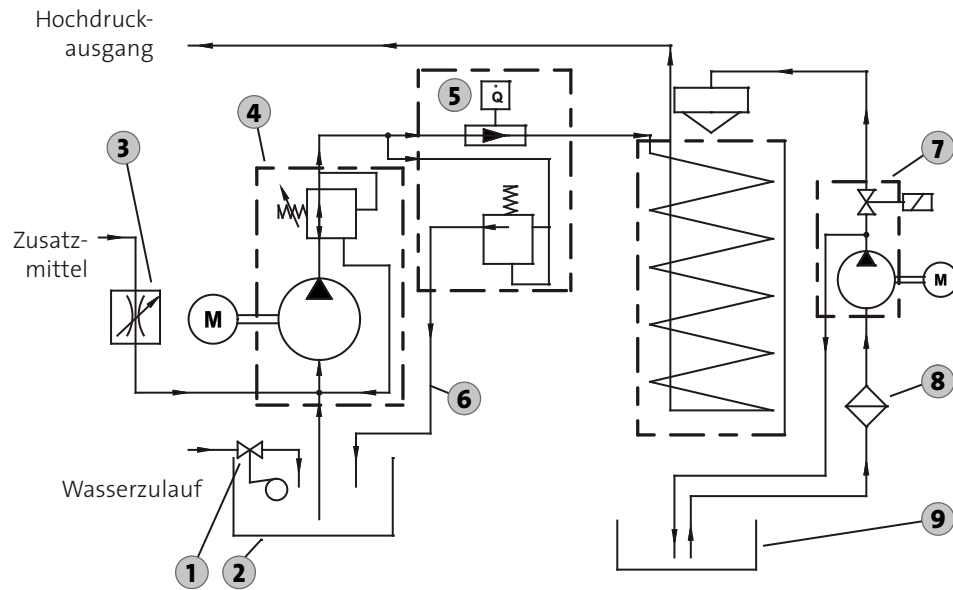 Hochdruck-
ausgang
5
Q̇
4
7
3
Zusatz-
mittel
M
M
8
6
Wasserzulauf
9
1
2